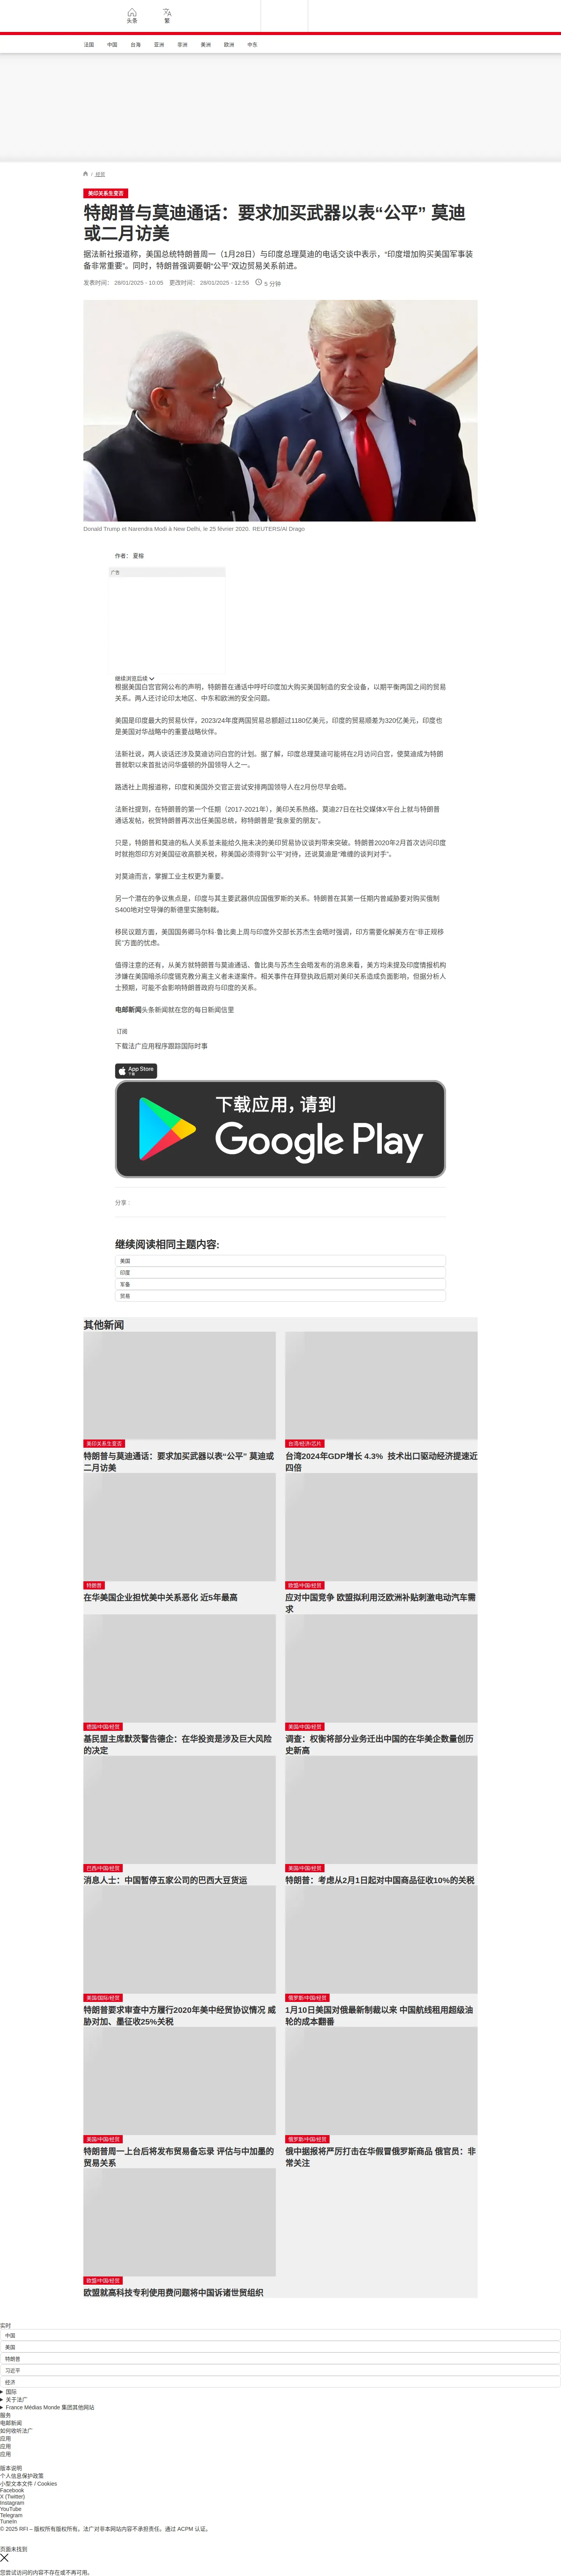 头条
繁
法国 中国 台海 亚洲 非洲 美洲 欧洲 中东
/ 经贸
美印关系生变否
特朗普与莫迪通话：要求加买武器以表“公平” 莫迪
或二月访美
据法新社报道称，美国总统特朗普周一（1月28日）与印度总理莫迪的电话交谈中表示，“印度增加购买美国军事装
备非常重要”。同时，特朗普强调要朝“公平”双边贸易关系前进。
发表时间： 28/01/2025 - 10:05 更改时间： 28/01/2025 - 12:55 5 分钟
Donald Trump et Narendra Modi à New Delhi, le 25 février 2020. REUTERS/Al Drago
作者： 夏榕
广告
继续浏览后续
根据美国白宫官网公布的声明，特朗普在通话中呼吁印度加大购买美国制造的安全设备，以期平衡两国之间的贸易
关系。两人还讨论印太地区、中东和欧洲的安全问题。
美国是印度最大的贸易伙伴，2023/24年度两国贸易总额超过1180亿美元，印度的贸易顺差为320亿美元，印度也
是美国对华战略中的重要战略伙伴。
法新社说，两人谈话还涉及莫迪访问白宫的计划。据了解，印度总理莫迪可能将在2月访问白宫，使莫迪成为特朗
普就职以来首批访问华盛顿的外国领导人之一。
路透社上周报道称，印度和美国外交官正尝试安排两国领导人在2月份尽早会晤。
法新社提到，在特朗普的第一个任期（2017-2021年），美印关系热络。莫迪27日在社交媒体X平台上就与特朗普
通话发帖，祝贺特朗普再次出任美国总统，称特朗普是“我亲爱的朋友”。
只是，特朗普和莫迪的私人关系並未能给久拖未决的美印贸易协议谈判带来突破。特朗普2020年2月首次访问印度
时就抱怨印方对美国征收高额关税，称美国必须得到“公平”对待，还说莫迪是“难缠的谈判对手”。
对莫迪而言，掌握工业主权更为重要。
另一个潜在的争议焦点是，印度与其主要武器供应国俄罗斯的关系。特朗普在其第一任期内曾威胁要对购买俄制
S400地对空导弹的新德里实施制裁。
移民议题方面，美国国务卿马尔科·鲁比奥上周与印度外交部长苏杰生会晤时强调，印方需要化解美方在“非正规移
民”方面的忧虑。
值得注意的还有，从美方就特朗普与莫迪通话、鲁比奥与苏杰生会晤发布的消息来看，美方均未提及印度情报机构
涉嫌在美国暗杀印度锡克教分离主义者未遂案件。相关事件在拜登执政后期对美印关系造成负面影响，但据分析人
士预期，可能不会影响特朗普政府与印度的关系。
电邮新闻头条新闻就在您的每日新闻信里
订阅
下载法广应用程序跟踪国际时事
App Store
下载
下载应用，请到
Google Play
分享 :
继续阅读相同主题内容:
美国
印度
军备
贸易
其他新闻
美印关系生变否
特朗普与莫迪通话：要求加买武器以表“公平” 莫迪或
二月访美
台湾/经济/芯片
台湾2024年GDP增长 4.3% 技术出口驱动经济提速近
四倍
特朗普
在华美国企业担忧美中关系恶化 近5年最高
欧盟/中国/经贸
应对中国竞争 欧盟拟利用泛欧洲补贴刺激电动汽车需
求
德国/中国/经贸
基民盟主席默茨警告德企：在华投资是涉及巨大风险
的决定
美国/中国/经贸
调查：权衡将部分业务迁出中国的在华美企数量创历
史新高
巴西/中国/经贸
消息人士：中国暂停五家公司的巴西大豆货运
美国/中国/经贸
特朗普：考虑从2月1日起对中国商品征收10%的关税
美国/国际/经贸
特朗普要求审查中方履行2020年美中经贸协议情况 威
胁对加、墨征收25%关税
俄罗斯/中国/经贸
1月10日美国对俄最新制裁以来 中国航线租用超级油
轮的成本翻番
美国/中国/经贸
特朗普周一上台后将发布贸易备忘录 评估与中加墨的
贸易关系
俄罗斯/中国/经贸
俄中据报将严厉打击在华假冒俄罗斯商品 俄官员：非
常关注
欧盟/中国/经贸
欧盟就高科技专利使用费问题将中国诉诸世贸组织
实时
中国
美国
特朗普
习近平
经济
国际
关于法广
France Médias Monde 集团其他网站
服务
电邮新闻
如何收听法广
应用
应用
应用
版本说明
个人信息保护政策
小型文本文件 / Cookies
Facebook
X (Twitter)
Instagram
YouTube
Telegram
TuneIn
© 2025 RFI – 版权所有版权所有。法广对非本网站内容不承担责任。通过 ACPM 认证。
页面未找到
您尝试访问的内容不存在或不再可用。